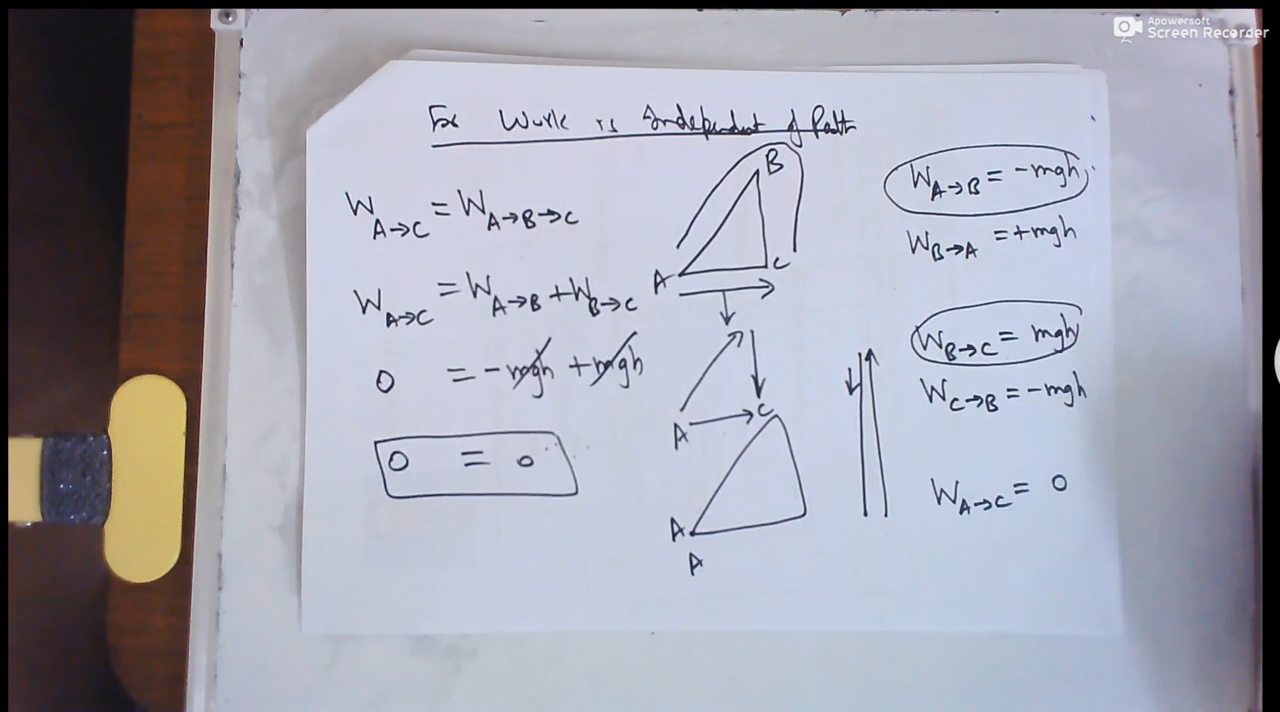 Apowersoft
Screen Recorder
For Work is Independent of Path
W A→C = W A→B→C
W A→C = W A→B + W B→C
0 = -mgh + mgh
0 = 0
B
A C
A C
A
A
W A→B = -mgh
W B→A = +mgh
W B→C = mgh
W C→B = -mgh
W A→C = 0